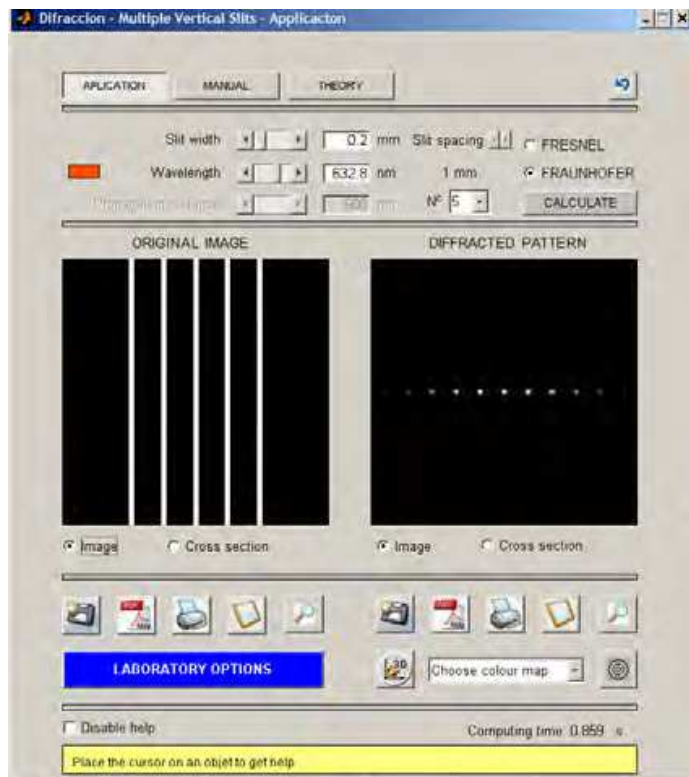 Difraccion - Multiple Vertical Slits - Applicacton
APLICATION MANUAL THEORY
Slit width 0.2 mm Slit spacing FRESNEL
Wavelength 632.8 nm 1 mm FRAUNHOFER
Nº 5 CALCULATE
ORIGINAL IMAGE DIFFRACTED PATTERN
Image Cross section Image Cross section
LABORATORY OPTIONS 3D Choose colour map
Disable help Computing time: 0.859 s.
Place the cursor on an objet to get help